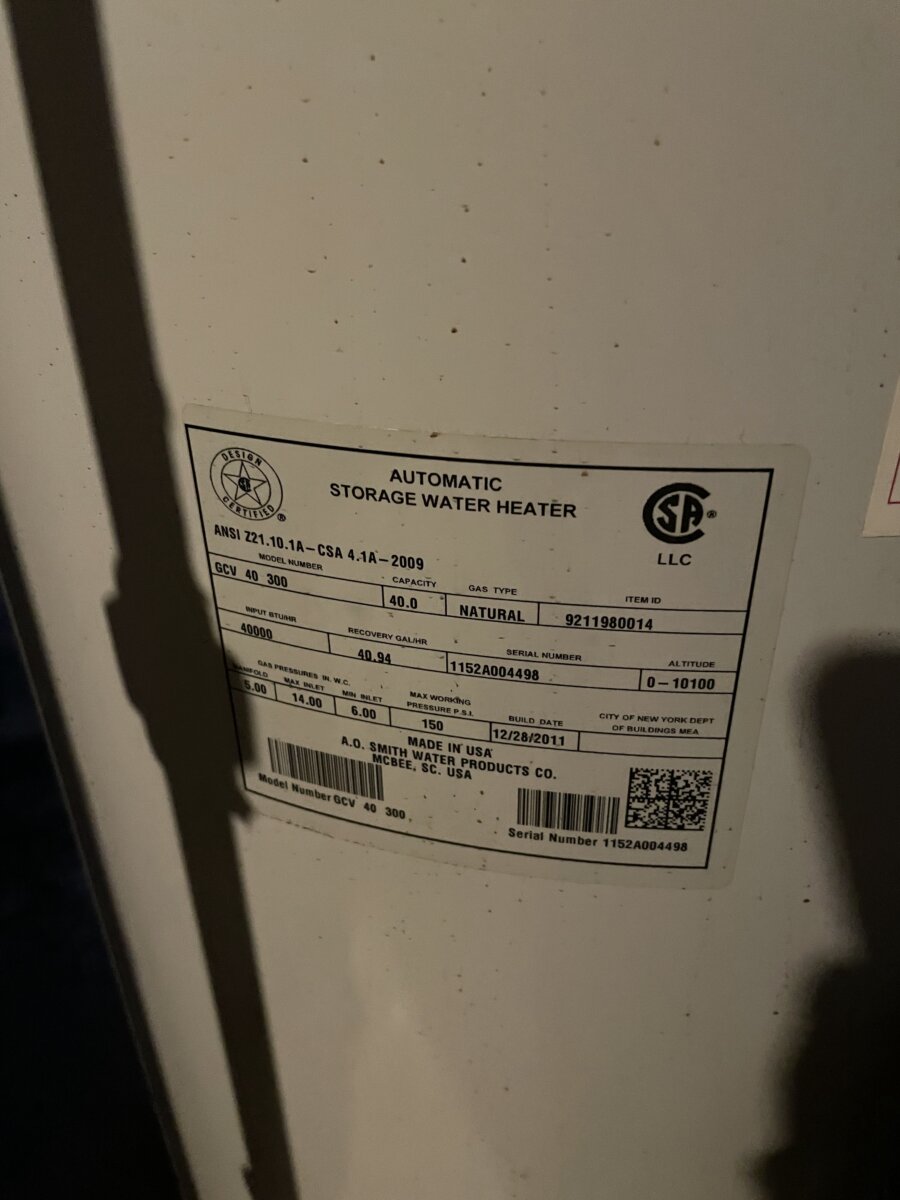 DESIGN
CERTIFIED
AUTOMATIC
STORAGE WATER HEATER
SA ®
LLC
ANSI Z21.10.1A-CSA 4.1A-2009
MODEL NUMBER CAPACITY GAS TYPE ITEM ID
GCV 40 300 40.0 NATURAL 9211980014
INPUT BTU/HR RECOVERY GAL/HR SERIAL NUMBER ALTITUDE
40000 40.94 1152A004498 0-10100
GAS PRESSURES IN. W.C.
MANIFOLD MAX INLET MIN INLET MAX WORKING PRESSURE P.S.I. BUILD DATE CITY OF NEW YORK DEPT OF BUILDINGS MEA
5.00 14.00 6.00 150 12/28/2011
MADE IN USA
A.O. SMITH WATER PRODUCTS CO.
MCBEE, SC. USA
Model Number GCV 40 300
Serial Number 1152A004498